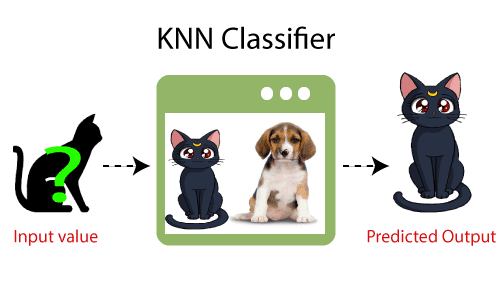 KNN Classifier
?
Input value
Predicted Output